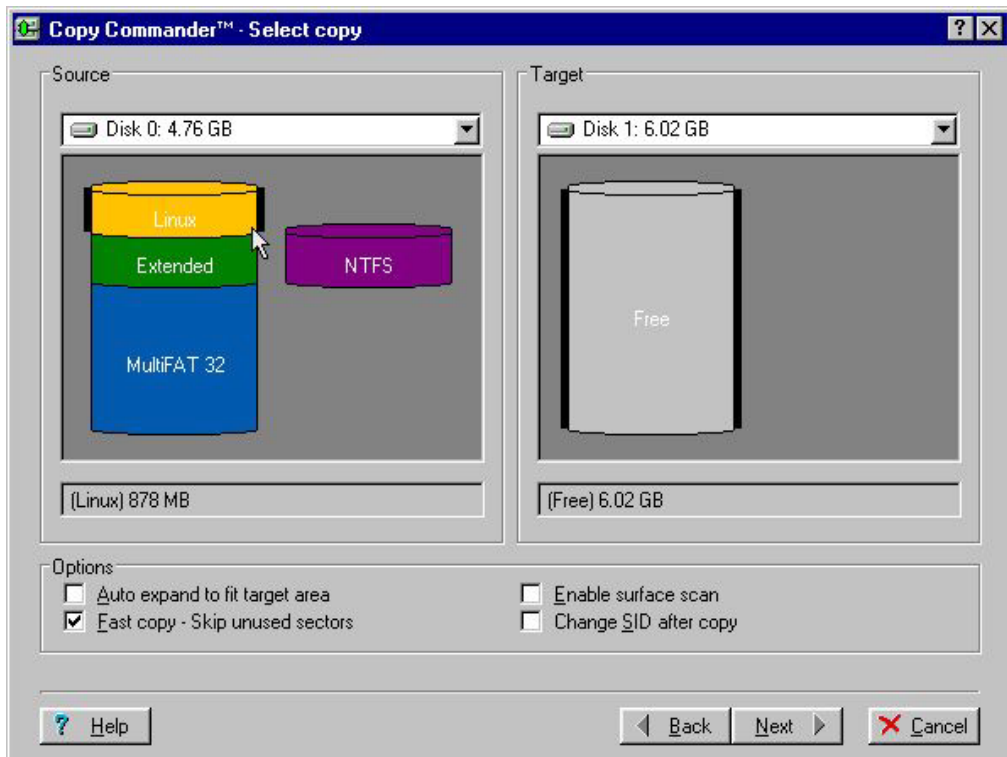 Copy Commander™ - Select copy
Source
Disk 0: 4.76 GB
Linux
Extended
MultiFAT 32
NTFS
(Linux) 878 MB
Target
Disk 1: 6.02 GB
Free
(Free) 6.02 GB
Options
Auto expand to fit target area
Fast copy - Skip unused sectors
Enable surface scan
Change SID after copy
? Help
Back
Next
Cancel